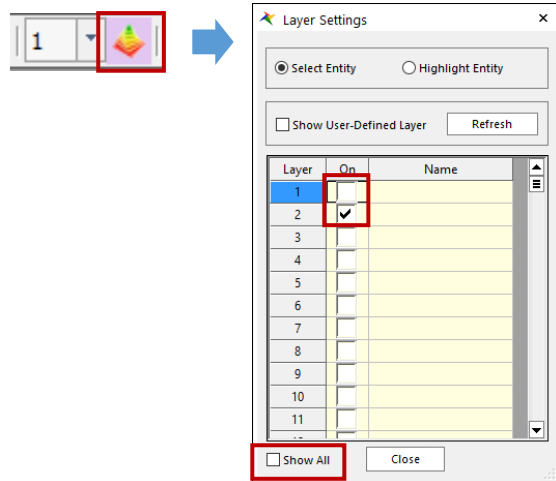 1
Layer Settings
Select Entity Highlight Entity
Show User-Defined Layer Refresh
Layer On Name
1
2
3
4
5
6
7
8
9
10
11
Show All Close